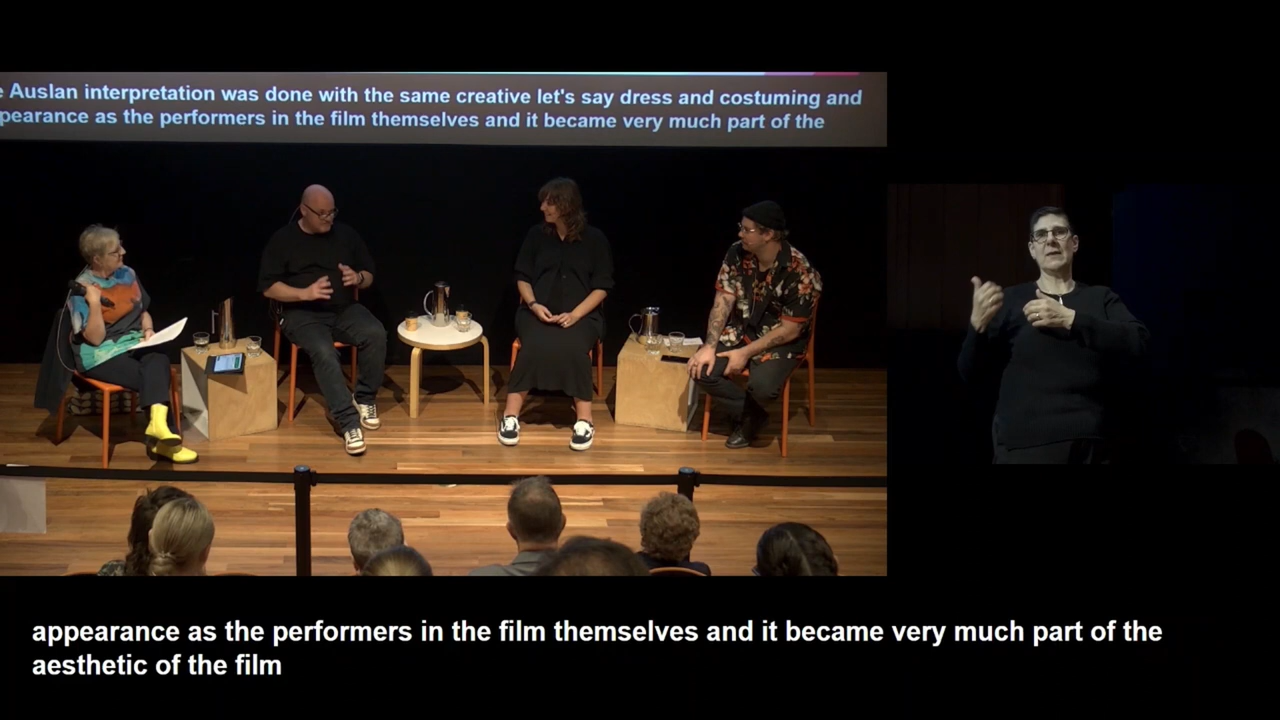 Auslan interpretation was done with the same creative let's say dress and costuming and
pearance as the performers in the film themselves and it became very much part of the
appearance as the performers in the film themselves and it became very much part of the
aesthetic of the film